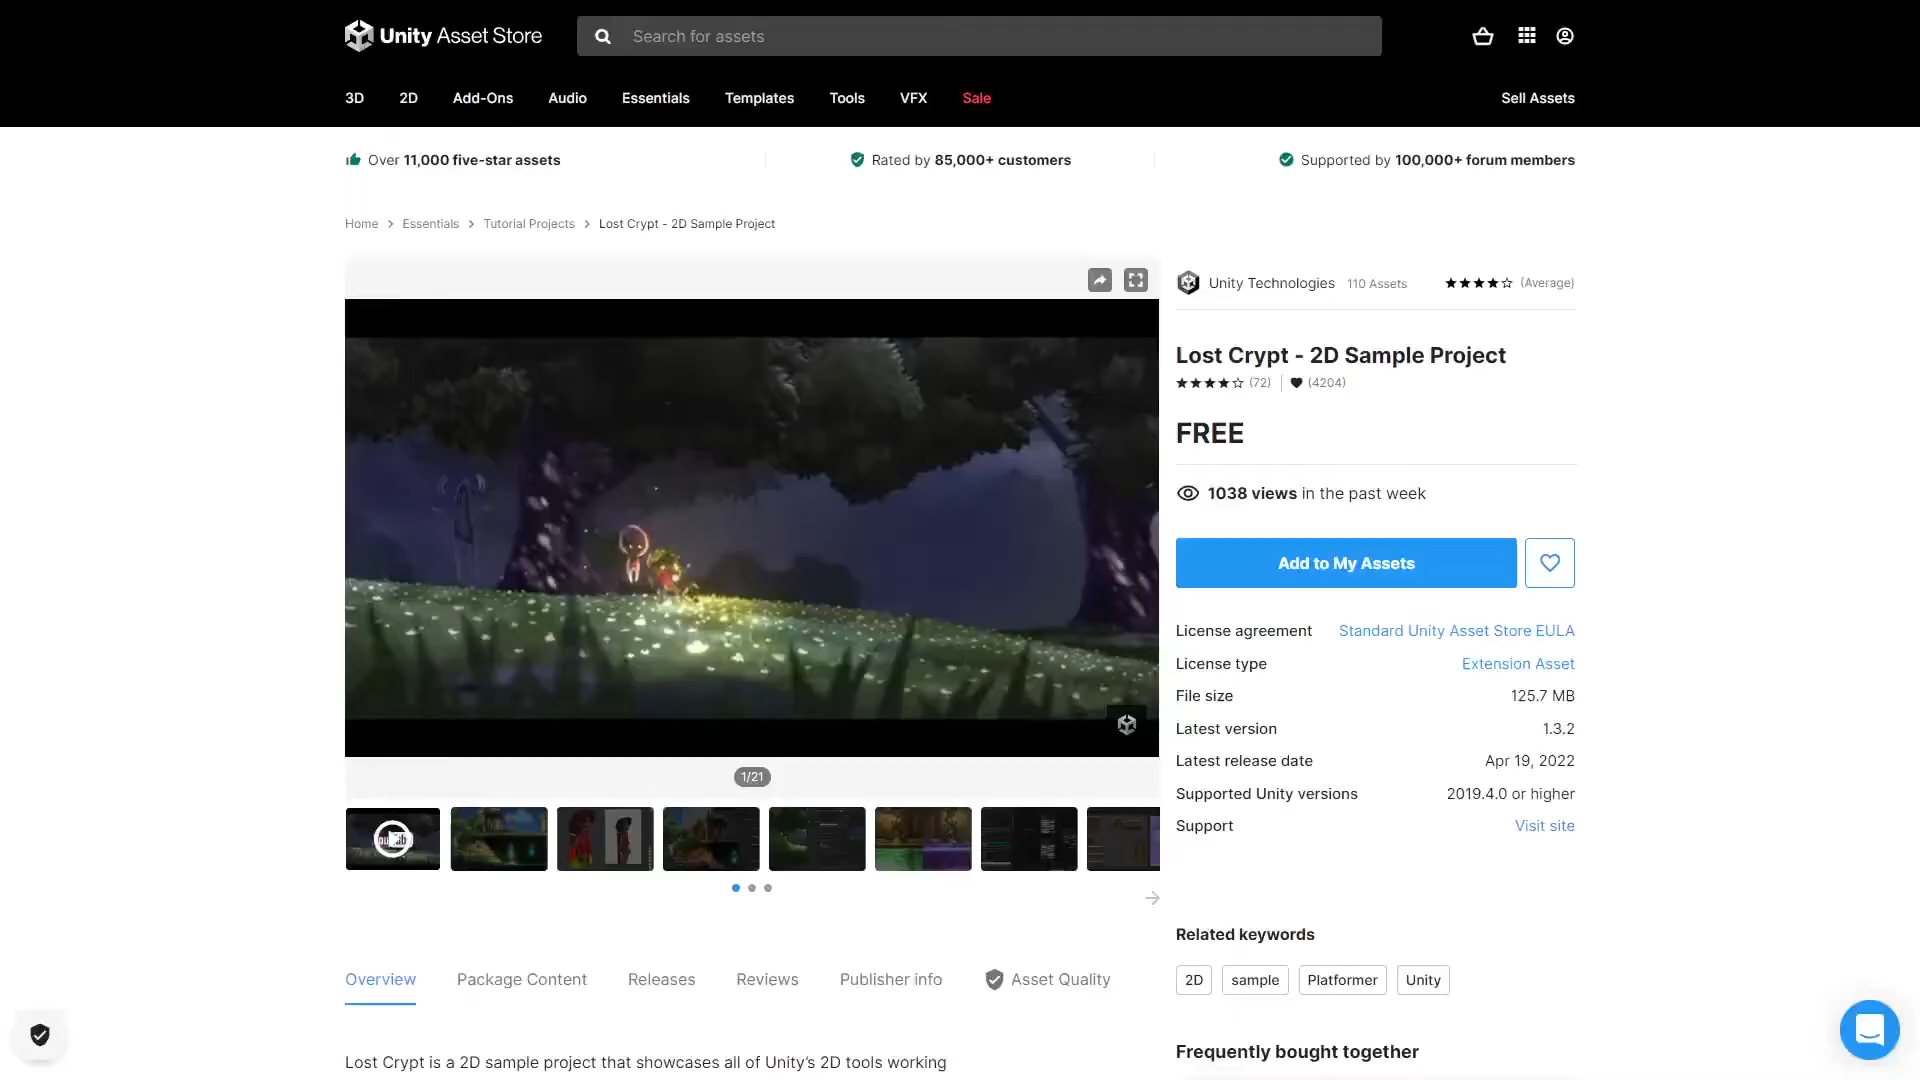 Unity Asset Store
Search for assets
3D 2D Add-Ons Audio Essentials Templates Tools VFX Sale Sell Assets
Over 11,000 five-star assets
Rated by 85,000+ customers
Supported by 100,000+ forum members
Home > Essentials > Tutorial Projects > Lost Crypt - 2D Sample Project
Unity Technologies 110 Assets (Average)
Lost Crypt - 2D Sample Project
(72) (4204)
FREE
1038 views in the past week
Add to My Assets
License agreement Standard Unity Asset Store EULA
License type Extension Asset
File size 125.7 MB
Latest version 1.3.2
Latest release date Apr 19, 2022
Supported Unity versions 2019.4.0 or higher
Support Visit site
1/21
Related keywords
2D sample Platformer Unity
Overview Package Content Releases Reviews Publisher info Asset Quality
Frequently bought together
Lost Crypt is a 2D sample project that showcases all of Unity’s 2D tools working